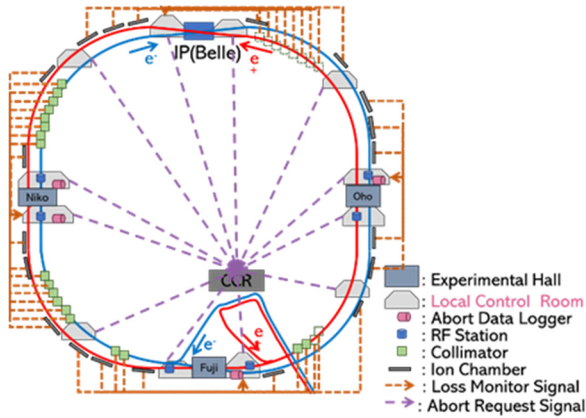 IP(Belle)
e-
e+
Niko
Oho
CCR
e-
e+
Fuji
: Experimental Hall
: Local Control Room
: Abort Data Logger
: RF Station
: Collimator
: Ion Chamber
: Loss Monitor Signal
: Abort Request Signal